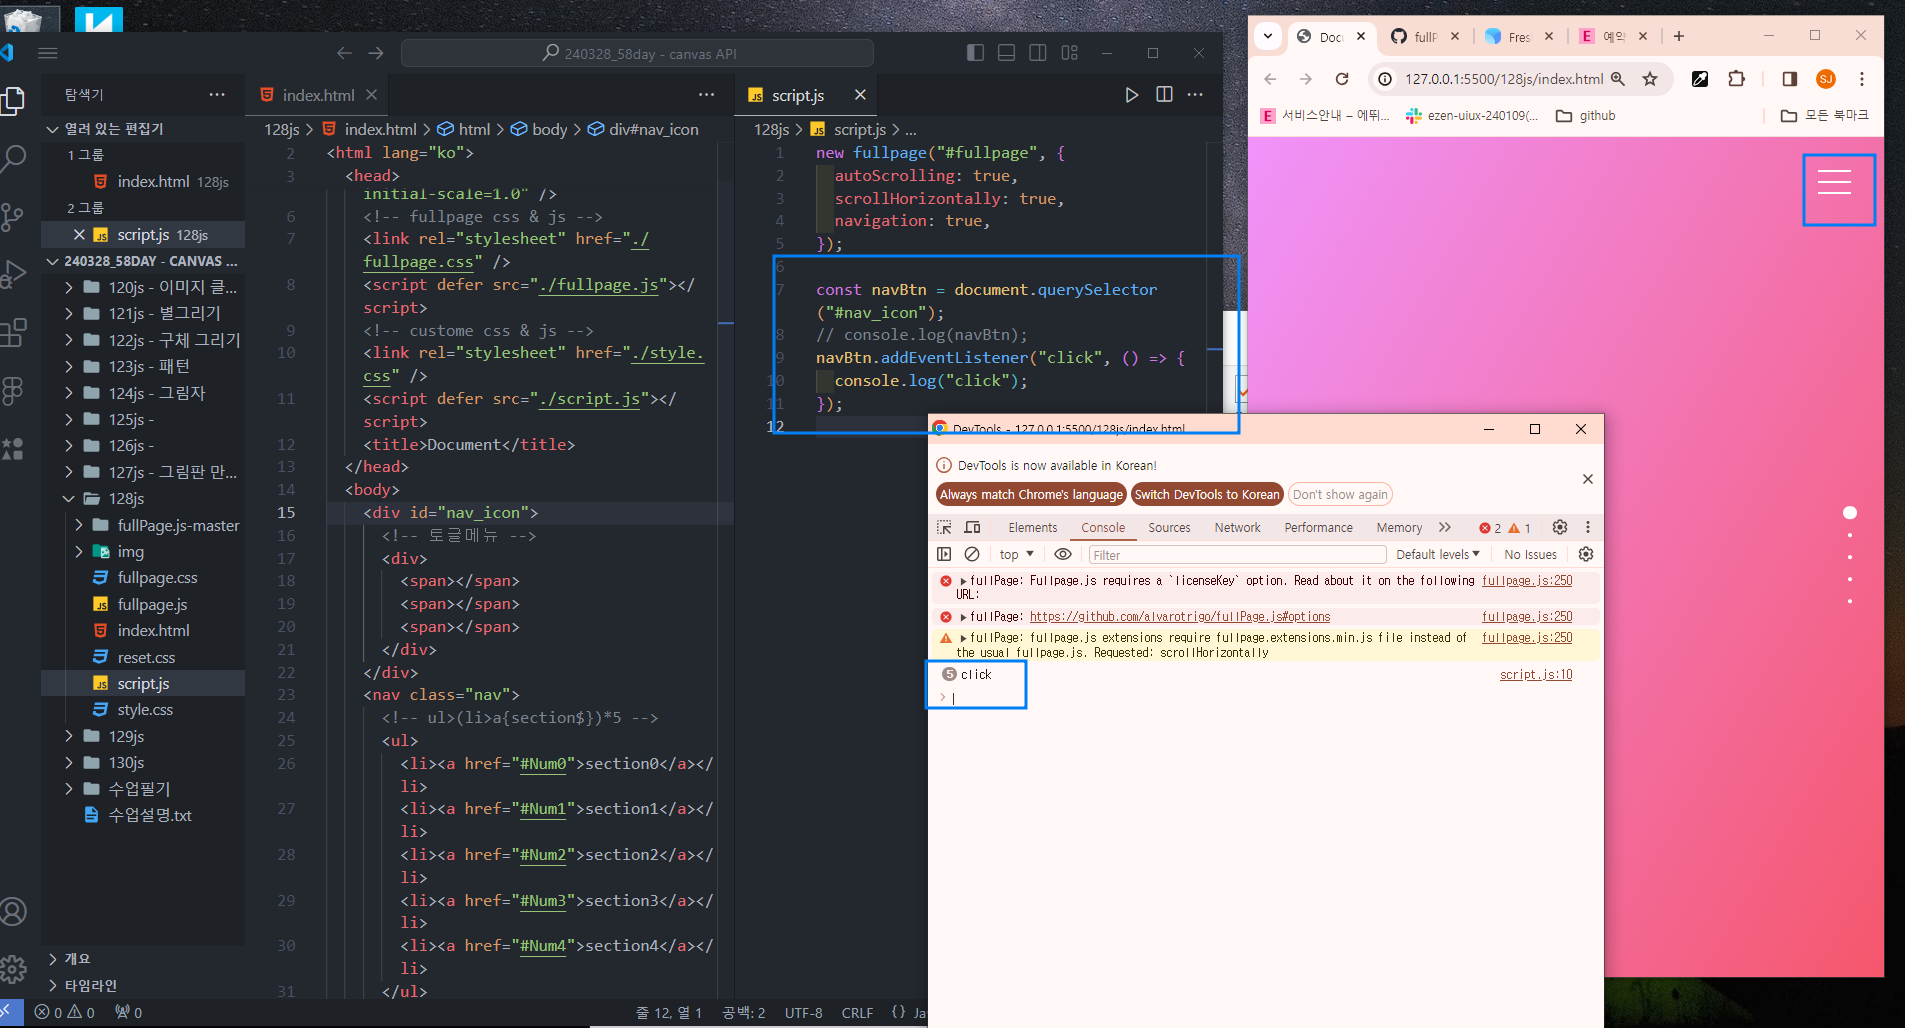 240328_58day - canvas API
탐색기
열려 있는 편집기
1 그룹
index.html 128js
2 그룹
script.js 128js
240328_58DAY - CANVAS ...
120js - 이미지 클...
121js - 별그리기
122js - 구체 그리기
123js - 패턴
124js - 그림자
125js -
126js -
127js - 그림판 만...
128js
fullPage.js-master
img
fullpage.css
fullpage.js
index.html
reset.css
script.js
style.css
129js
130js
수업필기
수업설명.txt
개요
타임라인
index.html
128js > index.html > html > body > div#nav_icon
2 <html lang="ko">
3 <head>
initial-scale=1.0" />
6 <!-- fullpage css & js -->
7 <link rel="stylesheet" href="./
fullpage.css" />
8 <script defer src="./fullpage.js"></
script>
9 <!-- custome css & js -->
10 <link rel="stylesheet" href="./style.
css" />
11 <script defer src="./script.js"></
script>
12 <title>Document</title>
13 </head>
14 <body>
15 <div id="nav_icon">
16 <!-- 토글메뉴 -->
17 <div>
18 <span></span>
19 <span></span>
20 <span></span>
21 </div>
22 </div>
23 <nav class="nav">
24 <!-- ul>(li>a{section$})*5 -->
25 <ul>
26 <li><a href="#Num0">section0</a></
li>
27 <li><a href="#Num1">section1</a></
li>
28 <li><a href="#Num2">section2</a></
li>
29 <li><a href="#Num3">section3</a></
li>
30 <li><a href="#Num4">section4</a></
li>
31 </ul>
script.js
128js > script.js > ...
1 new fullpage("#fullpage", {
2 autoScrolling: true,
3 scrollHorizontally: true,
4 navigation: true,
5 });
6
7 const navBtn = document.querySelector
("#nav_icon");
8 // console.log(navBtn);
9 navBtn.addEventListener("click", () => {
10 console.log("click");
11 });
12
0 0 0
줄 12, 열 1 공백: 2 UTF-8 CRLF {} Ja
Docu fullP Fres 예약
127.0.0.1:5500/128js/index.html
SJ
서비스안내 – 에뛰... ezen-uiux-240109(... github 모든 북마크
DevTools - 127.0.0.1:5500/128js/index.html
DevTools is now available in Korean!
Always match Chrome's language Switch DevTools to Korean Don't show again
Elements Console Sources Network Performance Memory 2 1
top Filter Default levels No Issues
fullPage: Fullpage.js requires a `licenseKey` option. Read about it on the following fullpage.js:250
URL:
fullPage: https://github.com/alvarotrigo/fullPage.js#options fullpage.js:250
fullPage: fullpage.js extensions require fullpage.extensions.min.js file instead of fullpage.js:250
the usual fullpage.js. Requested: scrollHorizontally
5 click script.js:10